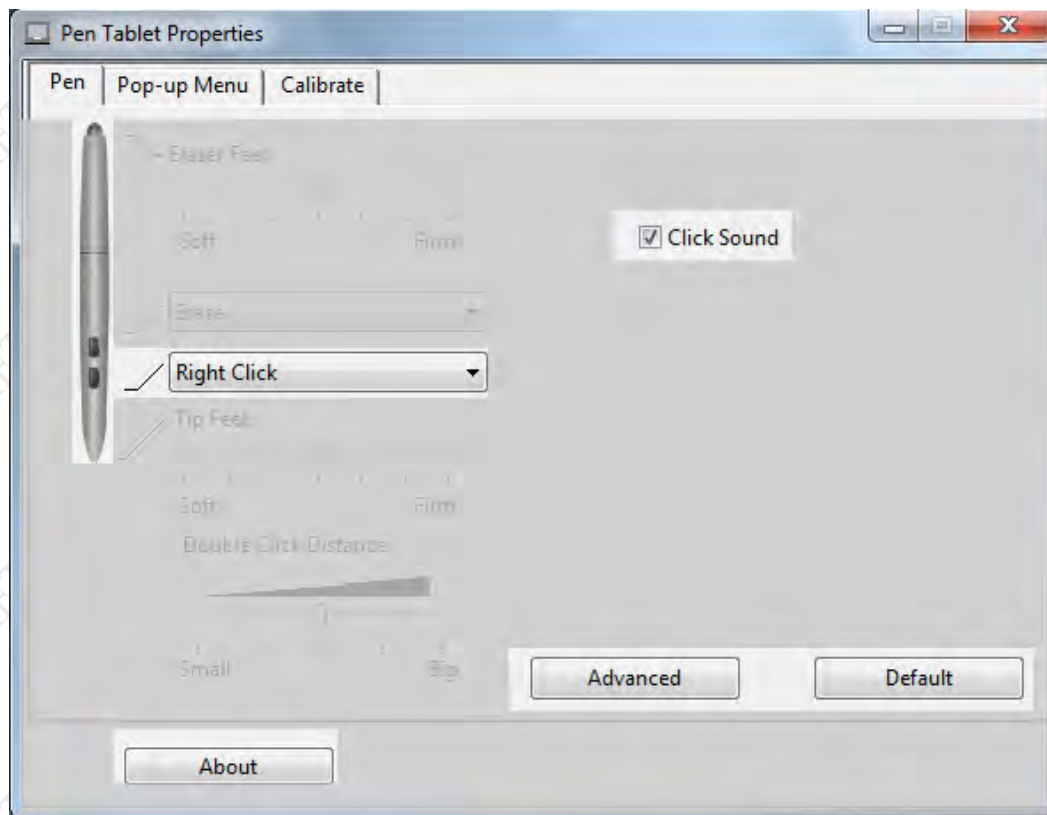 Pen Tablet Properties
Pen Pop-up Menu Calibrate
Eraser Feel
Soft Firm
Click Sound
Erase
Right Click
Tip Feel
Soft Firm
Double Click Distance
Small Big
Advanced Default
About